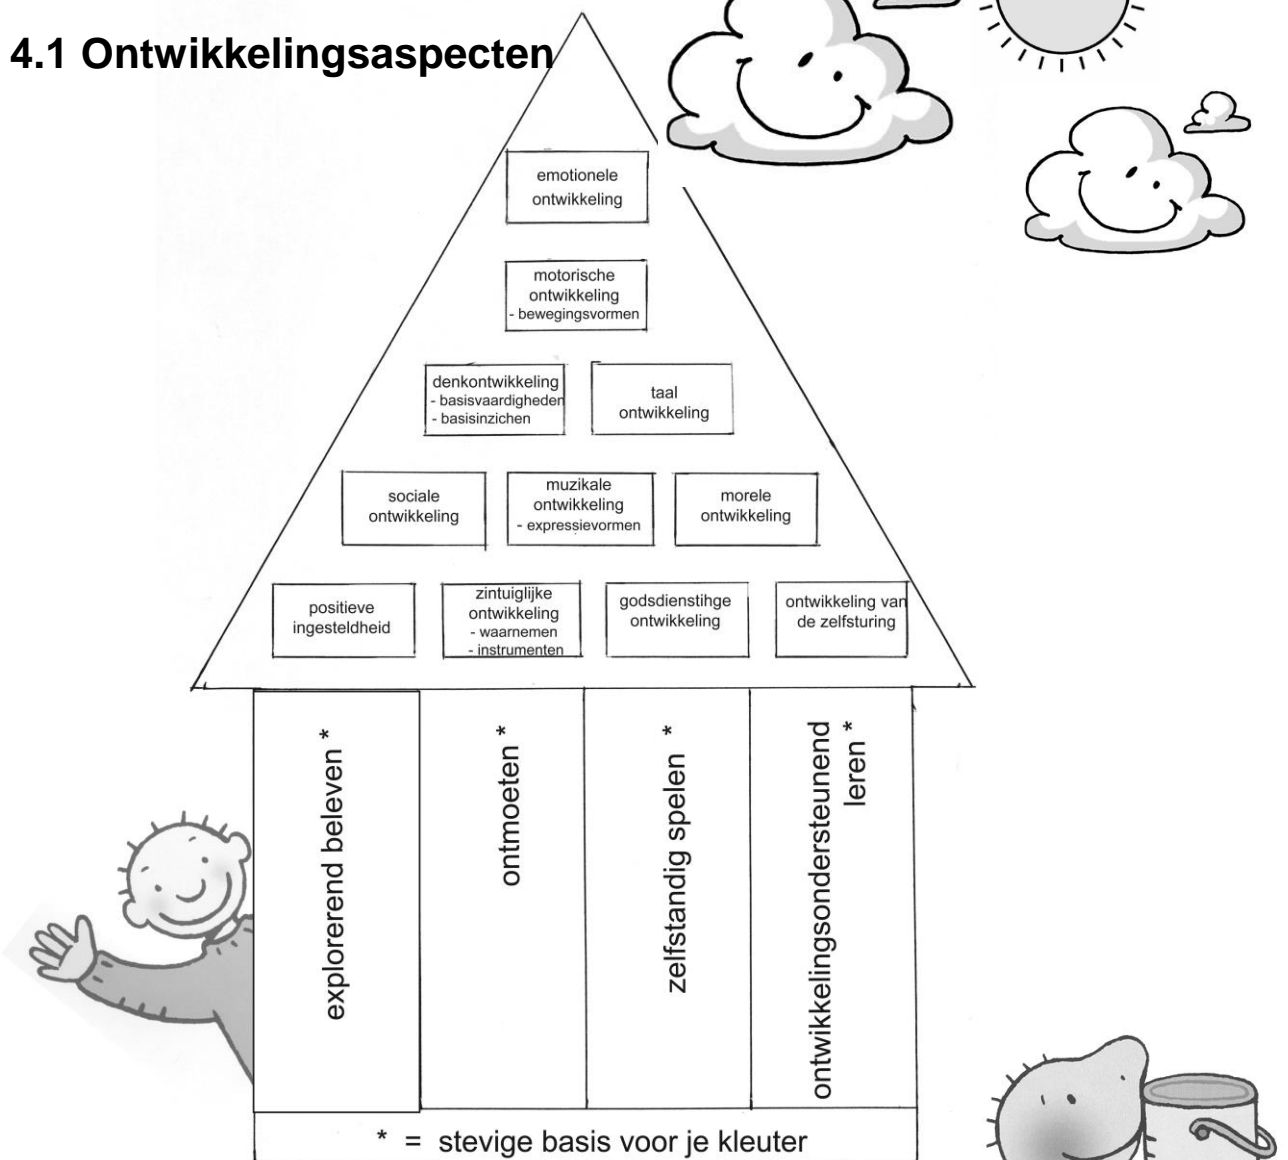 4.1 Ontwikkelingsaspecten
emotionele
ontwikkeling
motorische
ontwikkeling
- bewegingsvormen
denkontwikkeling
- basisvaardigheden
- basisinzichen
taal
ontwikkeling
sociale
ontwikkeling
muzikale
ontwikkeling
- expressievormen
morele
ontwikkeling
positieve
ingesteldheid
zintuiglijke
ontwikkeling
- waarnemen
- instrumenten
godsdienstihge
ontwikkeling
ontwikkeling van
de zelfsturing
explorerend beleven *
ontmoeten *
zelfstandig spelen *
ontwikkelingsondersteunend
leren *
* = stevige basis voor je kleuter